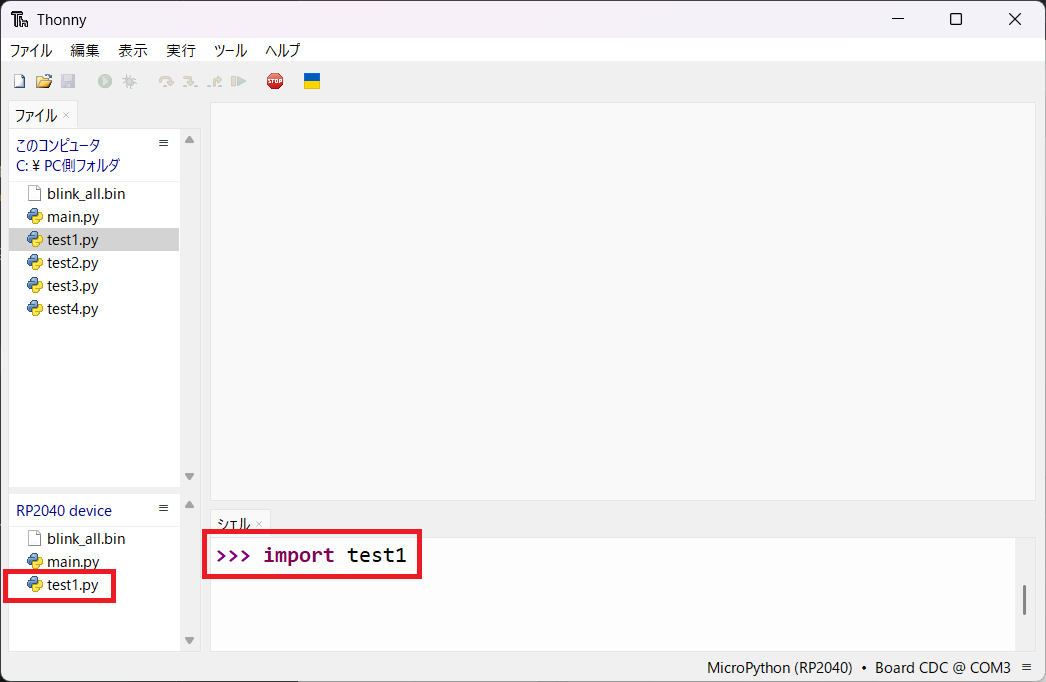 Thonny
ファイル 編集 表示 実行 ツール ヘルプ
STOP
ファイル ×
このコンピュータ
C: ¥ PC側フォルダ
blink_all.bin
main.py
test1.py
test2.py
test3.py
test4.py
RP2040 device
blink_all.bin
main.py
test1.py
シェル ×
>>> import test1
MicroPython (RP2040) • Board CDC @ COM3 ≡